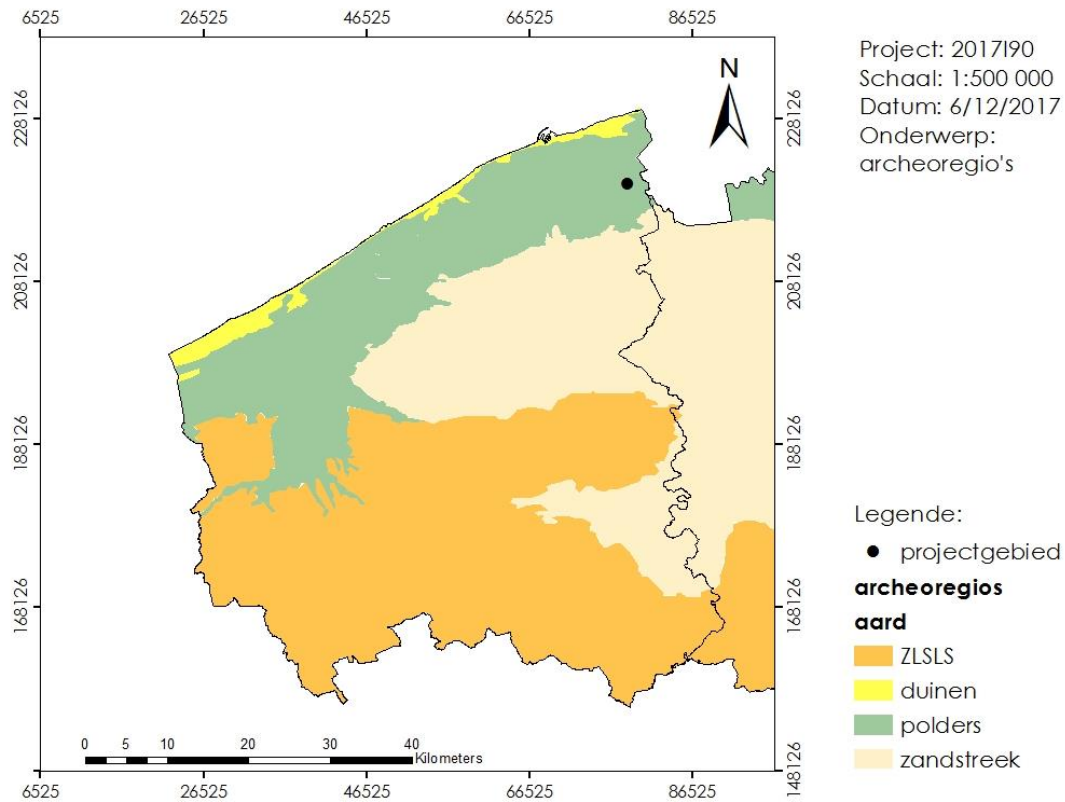 6525 26525 46525 66525 86525
Project: 2017I90
Schaal: 1:500 000
Datum: 6/12/2017
Onderwerp:
archeoregio's
N
228126
228126
208126
208126
188126
188126
168126
168126
148126
Legende:
projectgebied
archeoregios
aard
ZLSLS
duinen
polders
zandstreek
0 5 10 20 30 40
Kilometers
6525 26525 46525 66525 86525